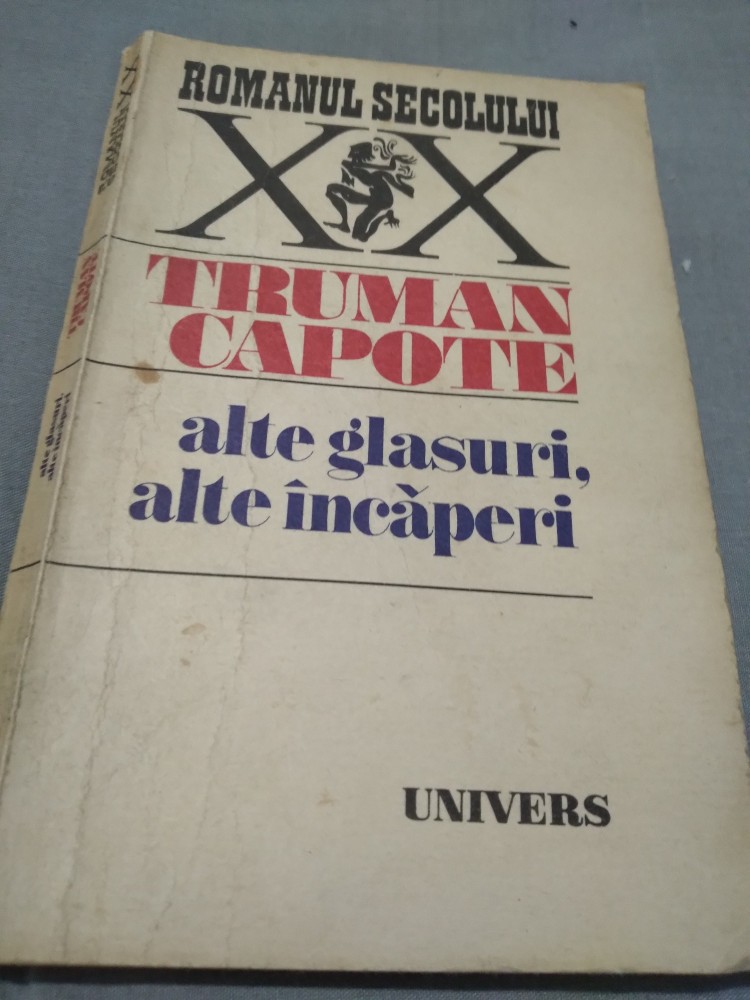 ROMANUL SECOLULUI
XX
TRUMAN
CAPOTE
alte glasuri,
alte încăperi
UNIVERS